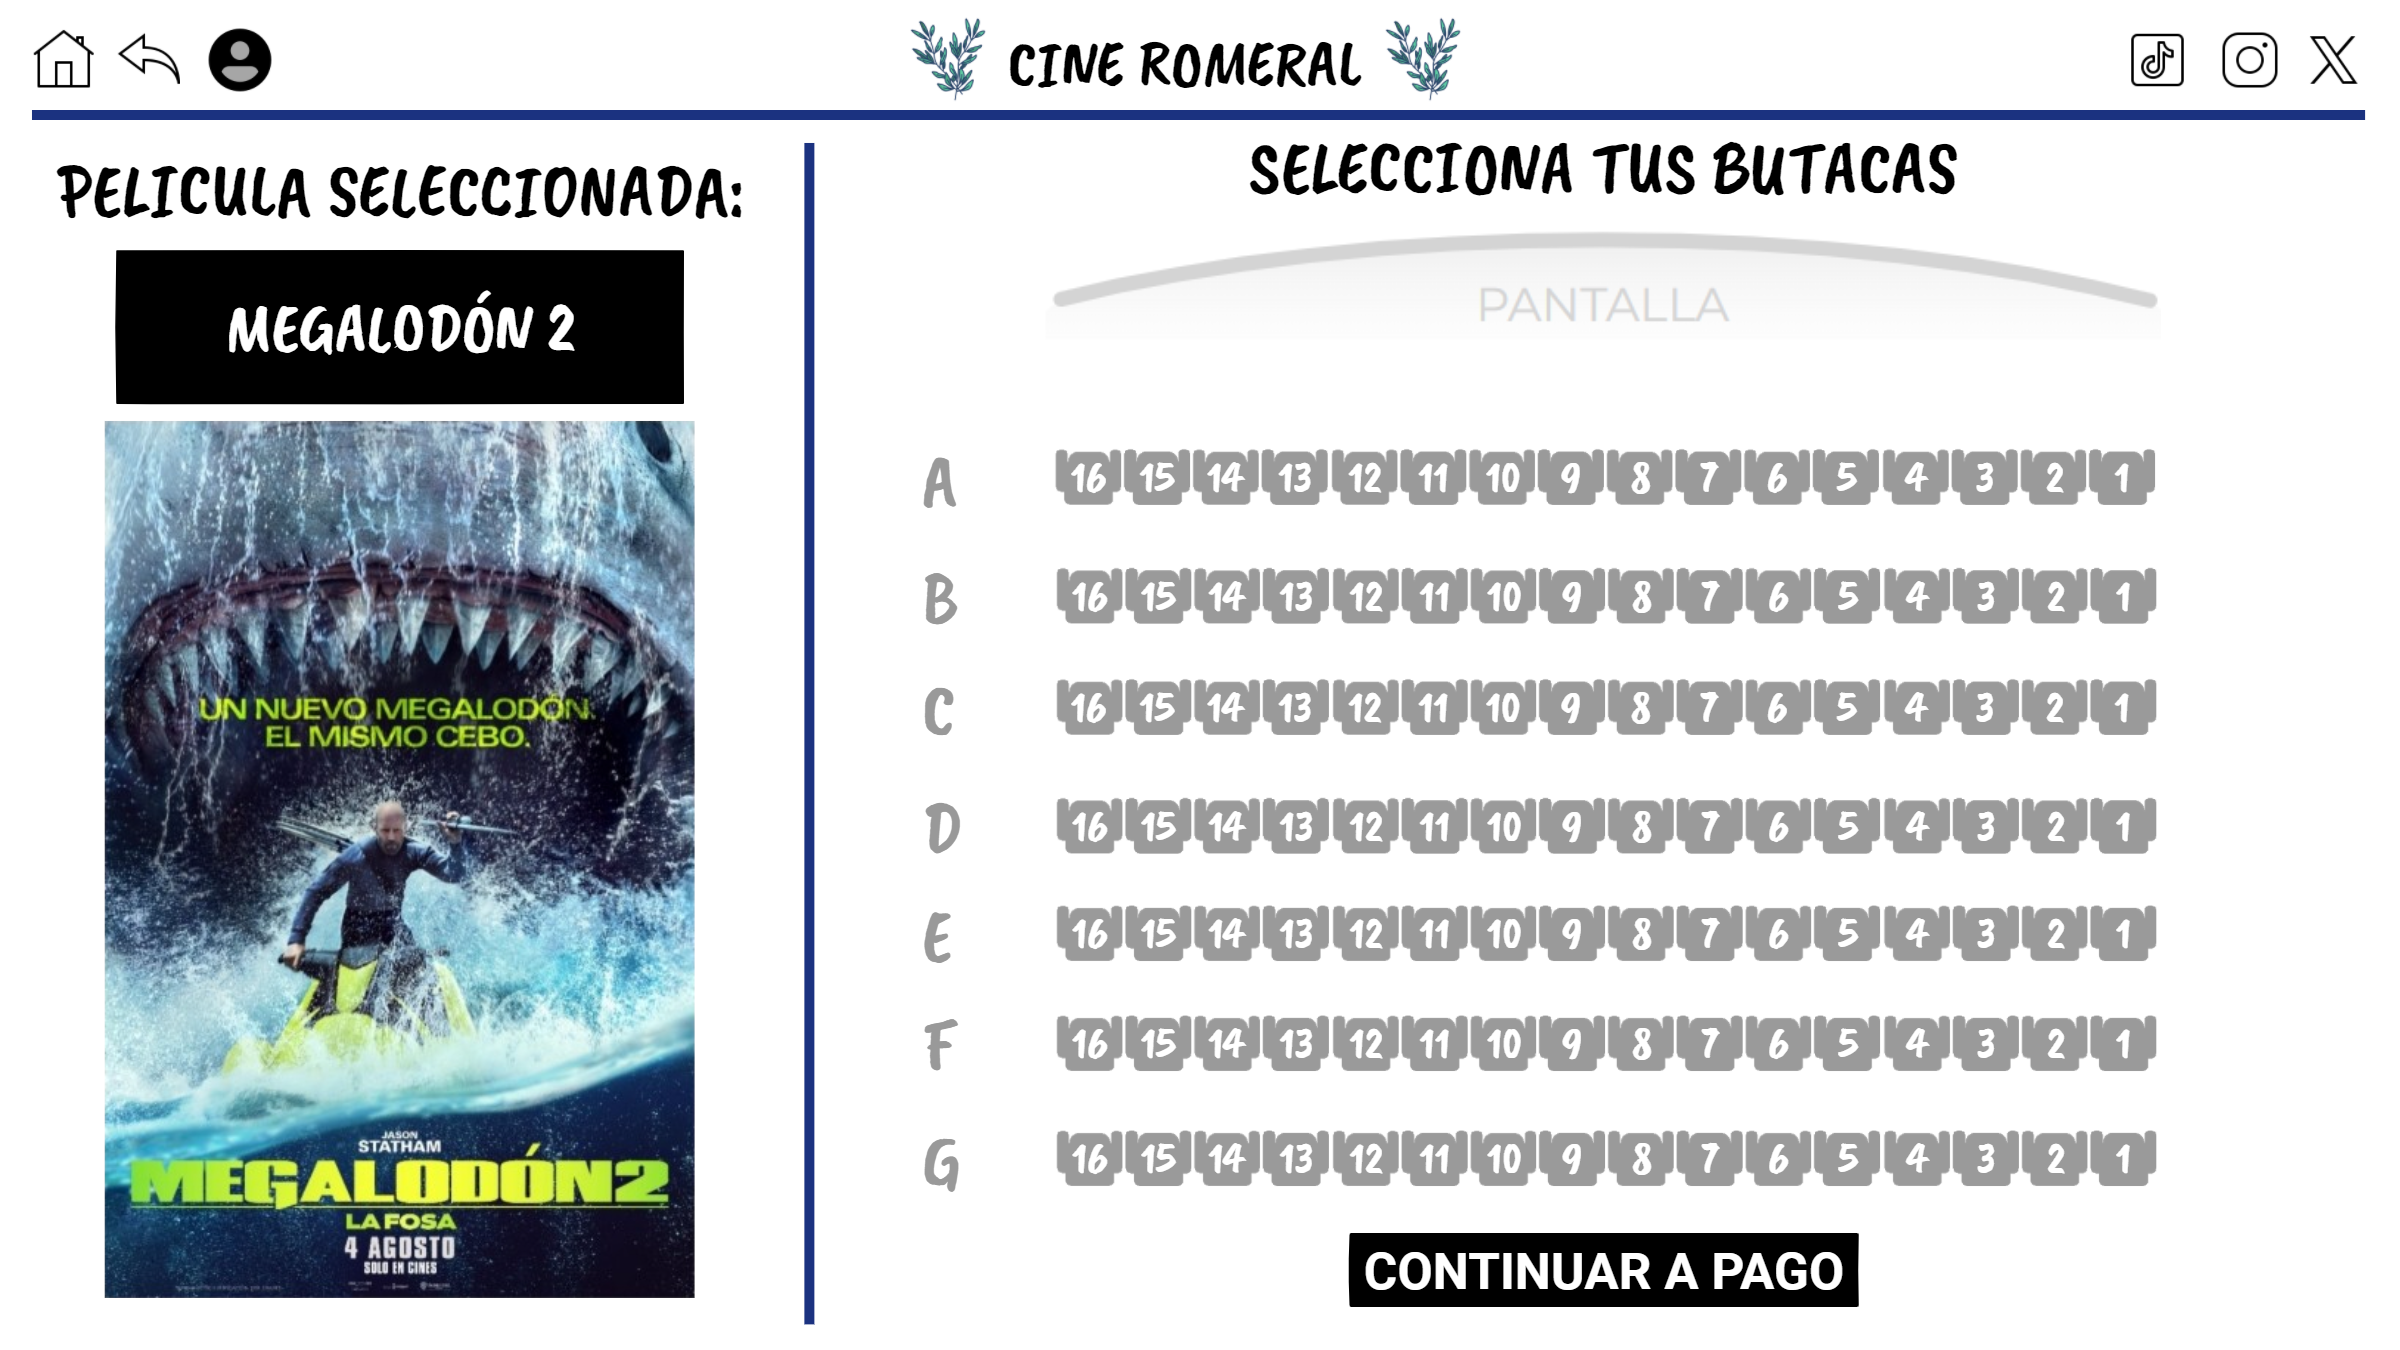 CINE ROMERAL
PELICULA SELECCIONADA:
MEGALODÓN 2
UN NUEVO MEGALODÓN.
EL MISMO CEBO.
JASON
STATHAM
MEGALODÓN2
LA FOSA
4 AGOSTO
SOLO EN CINES
SELECCIONA TUS BUTACAS
PANTALLA
A 16 15 14 13 12 11 10 9 8 7 6 5 4 3 2 1
B 16 15 14 13 12 11 10 9 8 7 6 5 4 3 2 1
C 16 15 14 13 12 11 10 9 8 7 6 5 4 3 2 1
D 16 15 14 13 12 11 10 9 8 7 6 5 4 3 2 1
E 16 15 14 13 12 11 10 9 8 7 6 5 4 3 2 1
F 16 15 14 13 12 11 10 9 8 7 6 5 4 3 2 1
G 16 15 14 13 12 11 10 9 8 7 6 5 4 3 2 1
CONTINUAR A PAGO